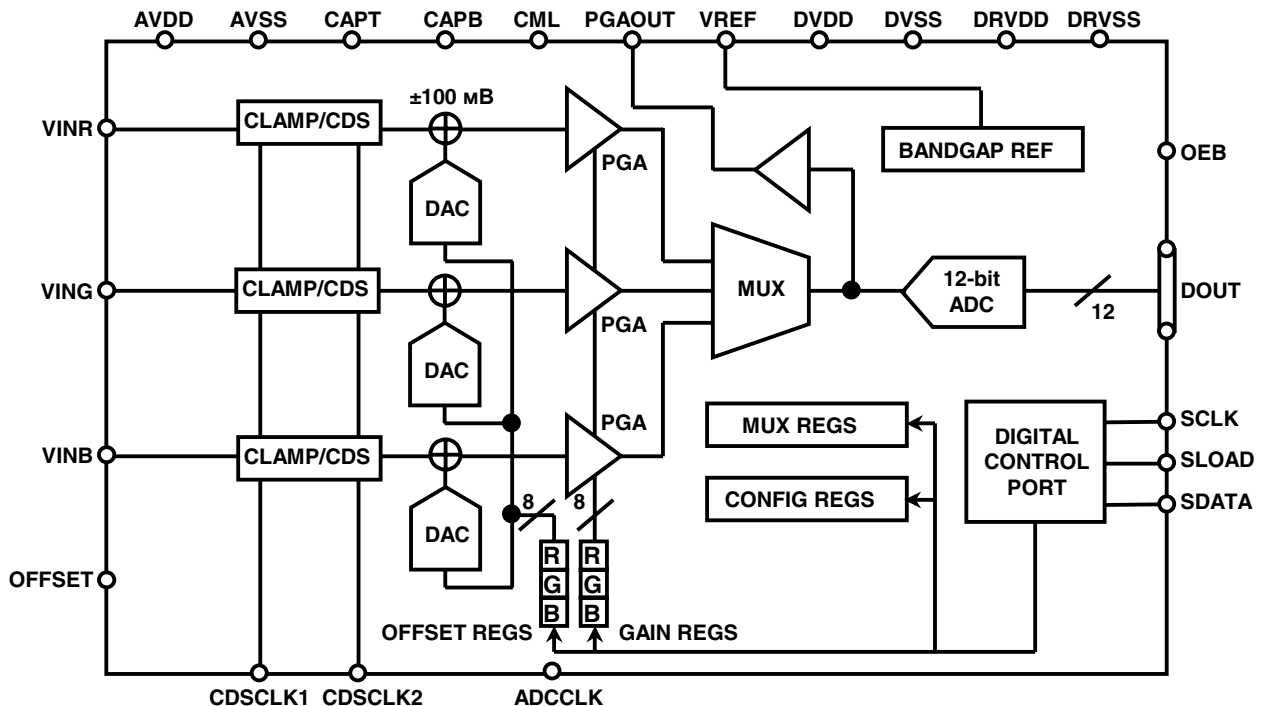 AVDD AVSS CAPT CAPB CML PGAOUT VREF DVDD DVSS DRVDD DRVSS
±100 мВ
VINR
CLAMP/CDS
PGA
BANDGAP REF
OEB
DAC
VING
CLAMP/CDS
PGA
MUX
12-bit
ADC
12
DOUT
DAC
PGA
MUX REGS
DIGITAL
CONTROL
PORT
SCLK
SLOAD
SDATA
VINB
CLAMP/CDS
CONFIG REGS
8
8
DAC
R
G
B
R
G
B
OFFSET
OFFSET REGS
GAIN REGS
CDSCLK1 CDSCLK2 ADCCLK